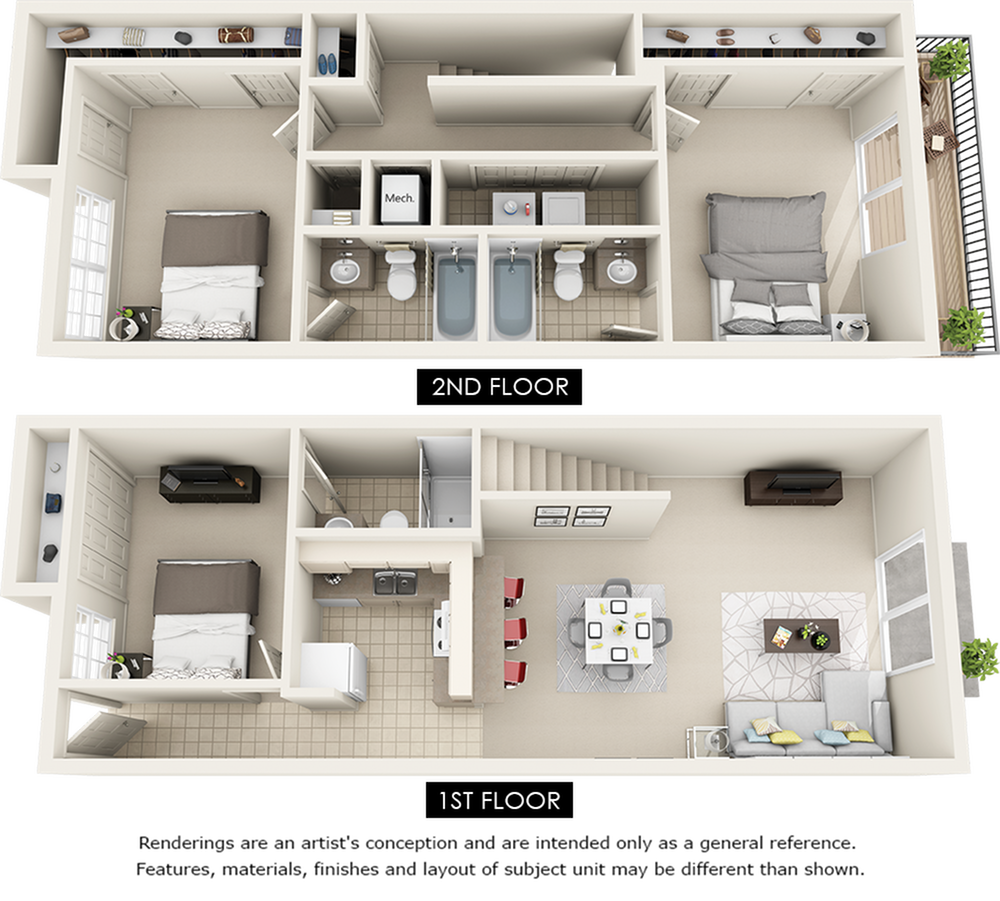 Mech.
2ND FLOOR
1ST FLOOR
Renderings are an artist's conception and are intended only as a general reference.
Features, materials, finishes and layout of subject unit may be different than shown.